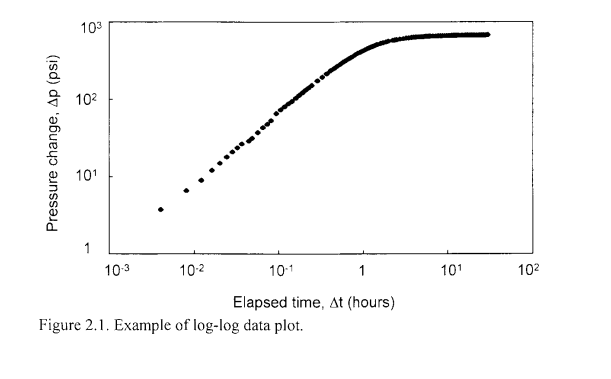 10³
10²
10¹
1
Pressure change, Δp (psi)
10-³ 10-² 10-¹ 1 10¹ 10²
Elapsed time, Δt (hours)
Figure 2.1. Example of log-log data plot.